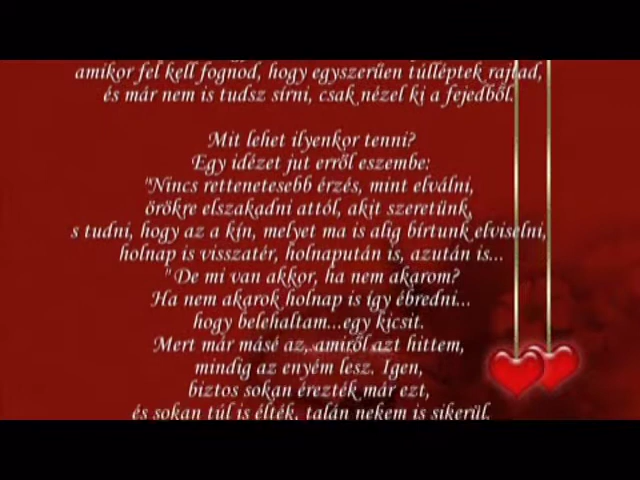 amikor fel kell fognod, hogy egyszerűen túlléptek rajtad,
és már nem is tudsz sírni, csak nézel ki a fejedből.
Mit lehet ilyenkor tenni?
Egy idézet jut erről eszembe:
"Nincs rettenetesebb érzés, mint elválni,
örökre elszakadni attól, akit szeretünk,
s tudni, hogy az a kín, melyet ma is alig bírtunk elviselni,
holnap is visszatér, holnapután is, azután is...
" De mi van akkor, ha nem akarom?
Ha nem akarok holnap is így ébredni...
hogy belehaltam...egy kicsit.
Mert már másé az, amiről azt hittem,
mindig az enyém lesz. Igen,
biztos sokan érezték már ezt,
és sokan túl is élték, talán nekem is sikerül.